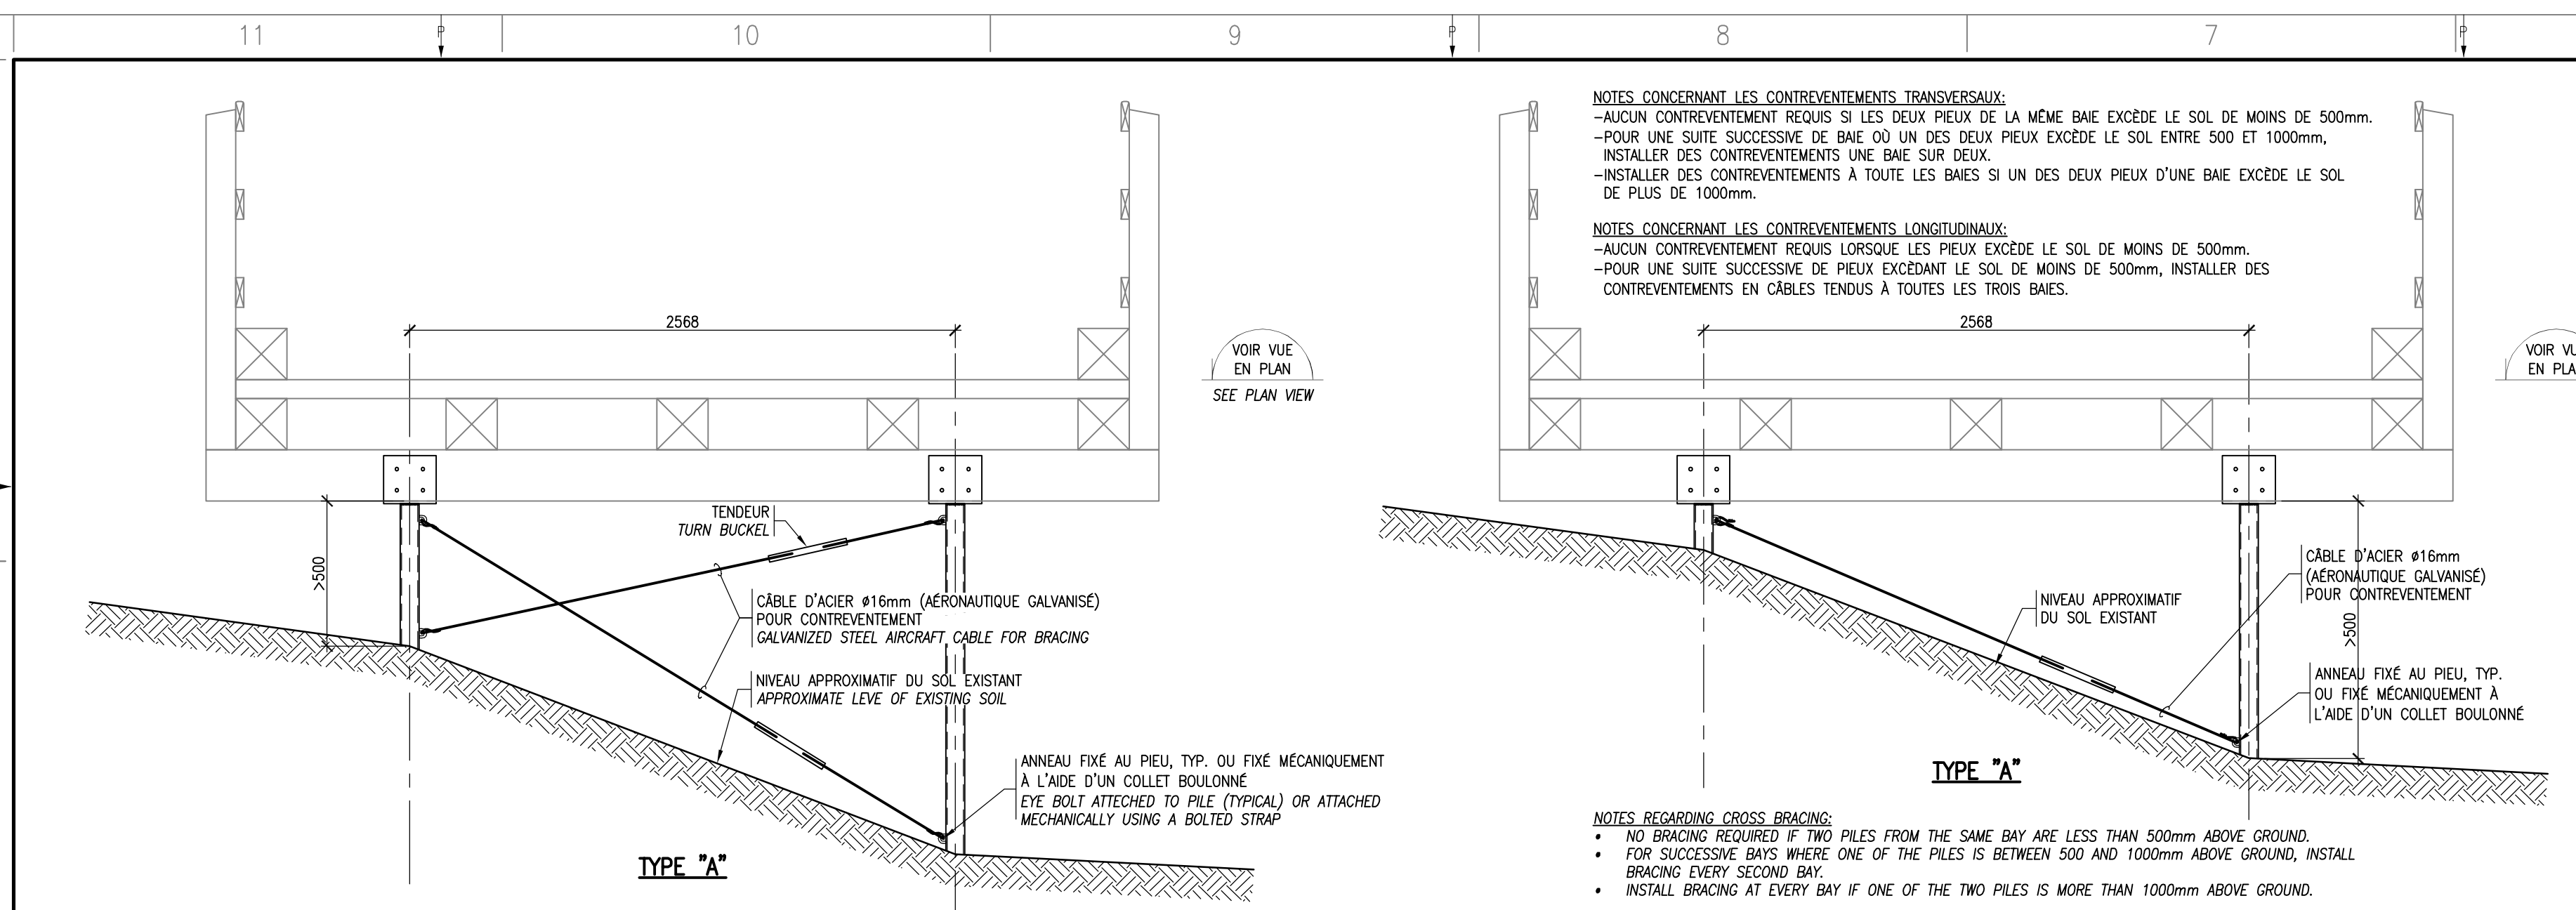 11
P
10
9
P
8
7
P
NOTES CONCERNANT LES CONTREVENTEMENTS TRANSVERSAUX:
-AUCUN CONTREVENTEMENT REQUIS SI LES DEUX PIEUX DE LA MÊME BAIE EXCÈDE LE SOL DE MOINS DE 500mm.
-POUR UNE SUITE SUCCESSIVE DE BAIE OÙ UN DES DEUX PIEUX EXCÈDE LE SOL ENTRE 500 ET 1000mm,
INSTALLER DES CONTREVENTEMENTS UNE BAIE SUR DEUX.
-INSTALLER DES CONTREVENTEMENTS À TOUTE LES BAIES SI UN DES DEUX PIEUX D'UNE BAIE EXCÈDE LE SOL
DE PLUS DE 1000mm.
NOTES CONCERNANT LES CONTREVENTEMENTS LONGITUDINAUX:
-AUCUN CONTREVENTEMENT REQUIS LORSQUE LES PIEUX EXCÈDE LE SOL DE MOINS DE 500mm.
-POUR UNE SUITE SUCCESSIVE DE PIEUX EXCÈDANT LE SOL DE MOINS DE 500mm, INSTALLER DES
CONTREVENTEMENTS EN CÂBLES TENDUS À TOUTES LES TROIS BAIES.
2568
VOIR VUE
EN PLAN
SEE PLAN VIEW
TENDEUR
TURN BUCKEL
>500
CÂBLE D'ACIER ø16mm (AÉRONAUTIQUE GALVANISÉ)
POUR CONTREVENTEMENT
GALVANIZED STEEL AIRCRAFT CABLE FOR BRACING
NIVEAU APPROXIMATIF DU SOL EXISTANT
APPROXIMATE LEVE OF EXISTING SOIL
ANNEAU FIXÉ AU PIEU, TYP. OU FIXÉ MÉCANIQUEMENT
À L'AIDE D'UN COLLET BOULONNÉ
EYE BOLT ATTECHED TO PILE (TYPICAL) OR ATTACHED
MECHANICALLY USING A BOLTED STRAP
TYPE "A"
2568
VOIR VU
EN PLA
CÂBLE D'ACIER ø16mm
(AÉRONAUTIQUE GALVANISÉ)
POUR CONTREVENTEMENT
NIVEAU APPROXIMATIF
DU SOL EXISTANT
>500
ANNEAU FIXÉ AU PIEU, TYP.
OU FIXÉ MÉCANIQUEMENT À
L'AIDE D'UN COLLET BOULONNÉ
TYPE "A"
NOTES REGARDING CROSS BRACING:
• NO BRACING REQUIRED IF TWO PILES FROM THE SAME BAY ARE LESS THAN 500mm ABOVE GROUND.
• FOR SUCCESSIVE BAYS WHERE ONE OF THE PILES IS BETWEEN 500 AND 1000mm ABOVE GROUND, INSTALL
BRACING EVERY SECOND BAY.
• INSTALL BRACING AT EVERY BAY IF ONE OF THE TWO PILES IS MORE THAN 1000mm ABOVE GROUND.